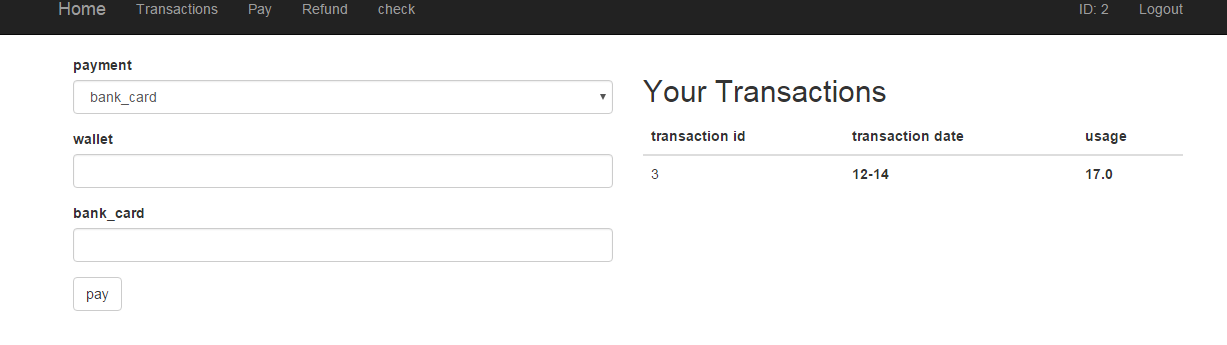 Home Transactions Pay Refund check ID: 2 Logout
payment
bank_card
wallet
bank_card
pay
Your Transactions
transaction id transaction date usage
3 12-14 17.0